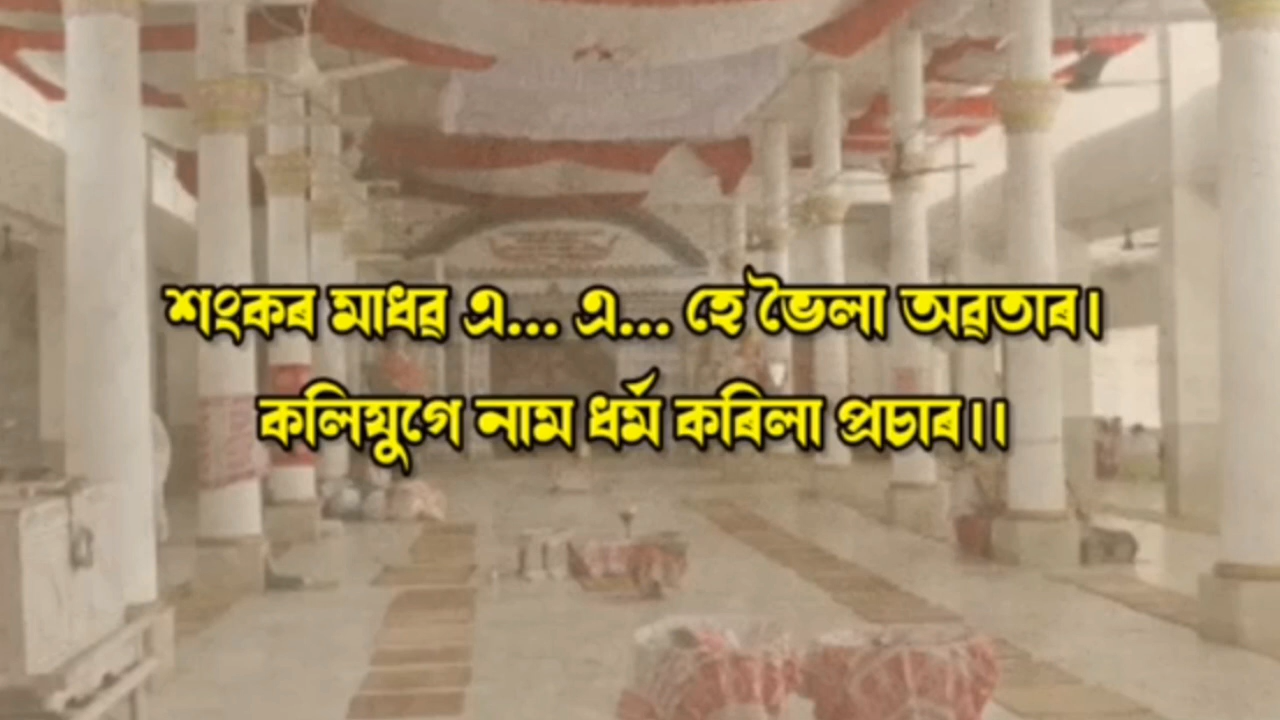 শংকৰ মাধৱ এ... এ... হে ভৈলা অৱতাৰ।
কলিযুগে নাম ধৰ্ম কৰিলা প্ৰচাৰ।।